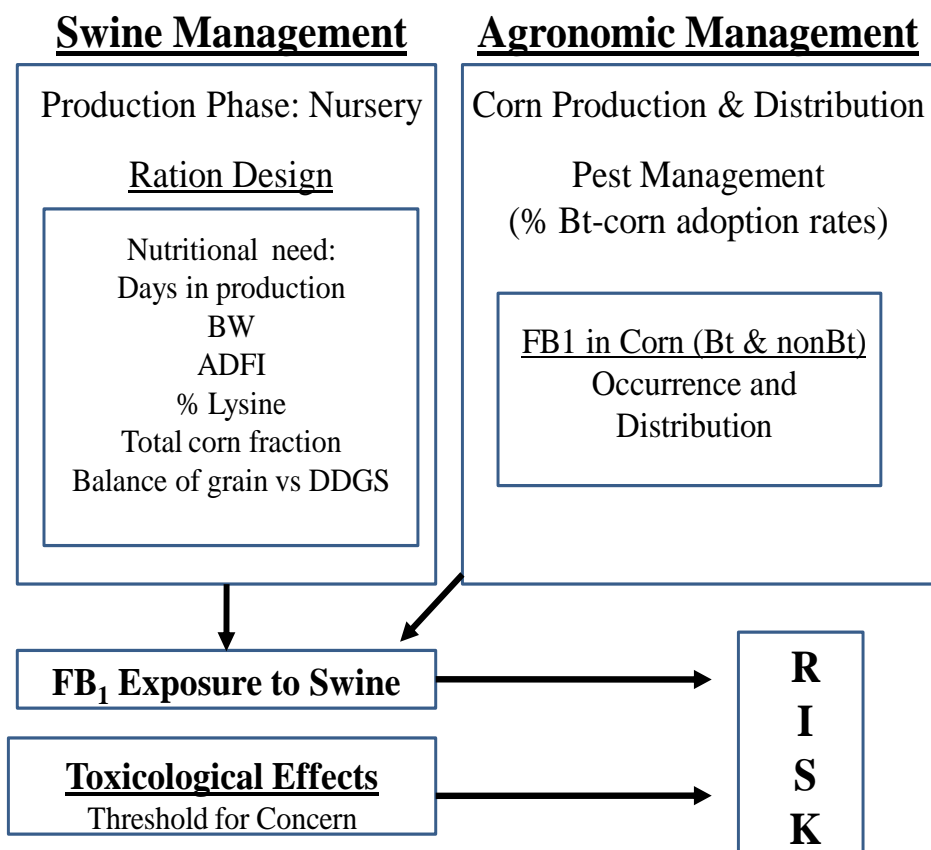 Swine Management
Production Phase: Nursery
Ration Design
Nutritional need:
Days in production
BW
ADFI
% Lysine
Total corn fraction
Balance of grain vs DDGS
Agronomic Management
Corn Production & Distribution
Pest Management
(% Bt-corn adoption rates)
FB1 in Corn (Bt & nonBt)
Occurrence and
Distribution
FB₁ Exposure to Swine
Toxicological Effects
Threshold for Concern
R
I
S
K